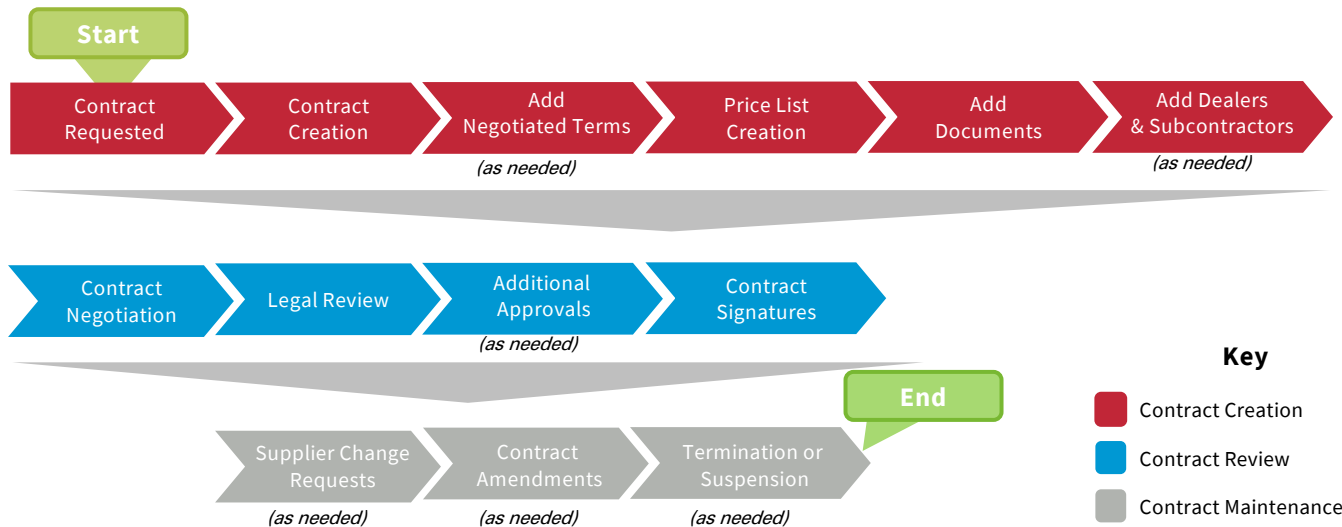 Start
Contract
Requested
Contract
Creation
Add
Negotiated Terms
(as needed)
Price List
Creation
Add
Documents
Add Dealers
& Subcontractors
(as needed)
Contract
Negotiation
Legal Review
Additional
Approvals
(as needed)
Contract
Signatures
Supplier Change
Requests
(as needed)
Contract
Amendments
(as needed)
Termination or
Suspension
(as needed)
End
Key
Contract Creation
Contract Review
Contract Maintenance